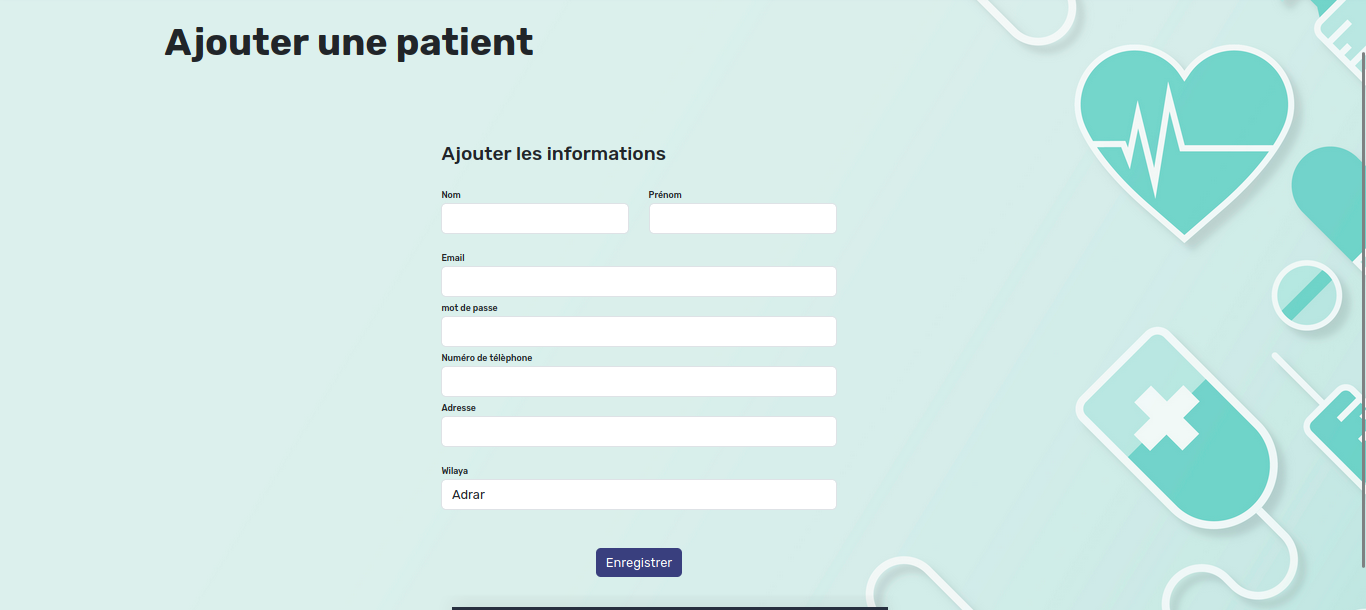 Ajouter une patient
Ajouter les informations
Nom Prénom
Email
mot de passe
Numéro de télèphone
Adresse
Wilaya
Adrar
Enregistrer